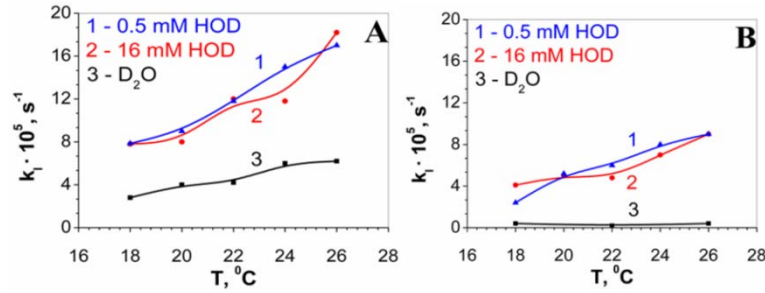 20
16
12
8
4
0
k_I · 10^5, s^-1
1 - 0.5 mM HOD
2 - 16 mM HOD
3 - D₂O
A
1
2
3
16 18 20 22 24 26 28
T, ⁰C
20
16
12
8
4
0
k_I · 10^5, s^-1
1 - 0.5 mM HOD
2 - 16 mM HOD
3 - D₂O
B
1
2
3
16 18 20 22 24 26 28
T, ⁰C